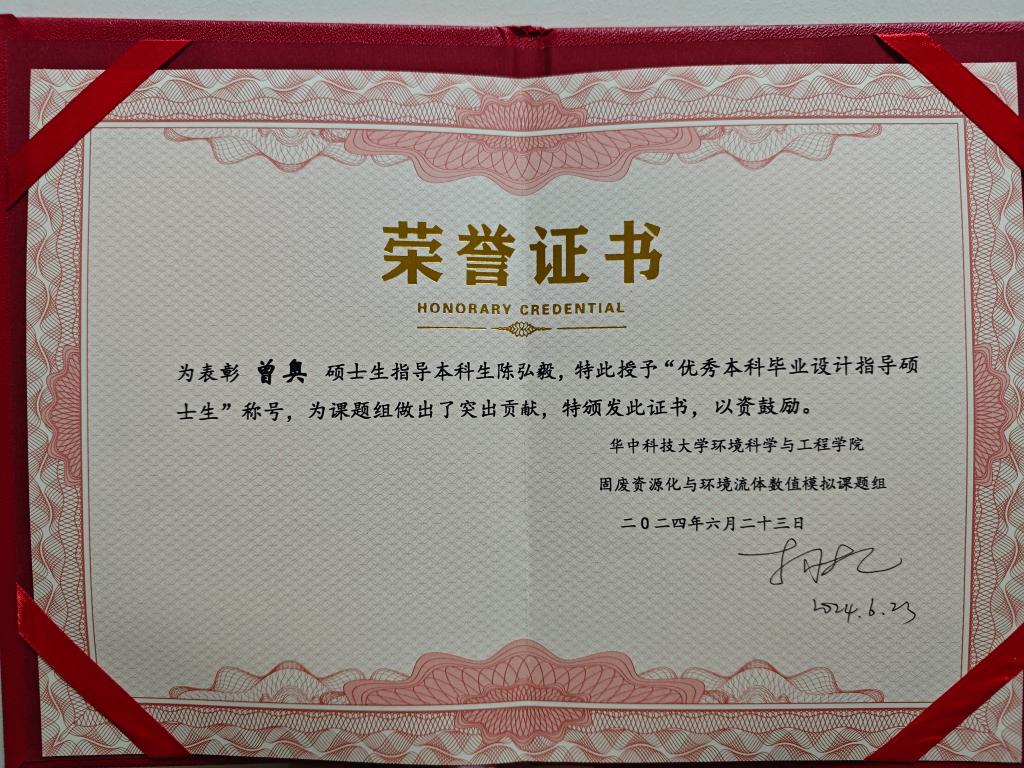 荣誉证书
HONORARY CREDENTIAL
为表彰 曾奥 硕士生指导本科生陈弘毅，特此授予“优秀本科毕业设计指导硕
士生”称号，为课题组做出了突出贡献，特颁发此证书，以资鼓励。
华中科技大学环境科学与工程学院
固废资源化与环境流体数值模拟课题组
二0二四年六月二十三日
2024.6.23